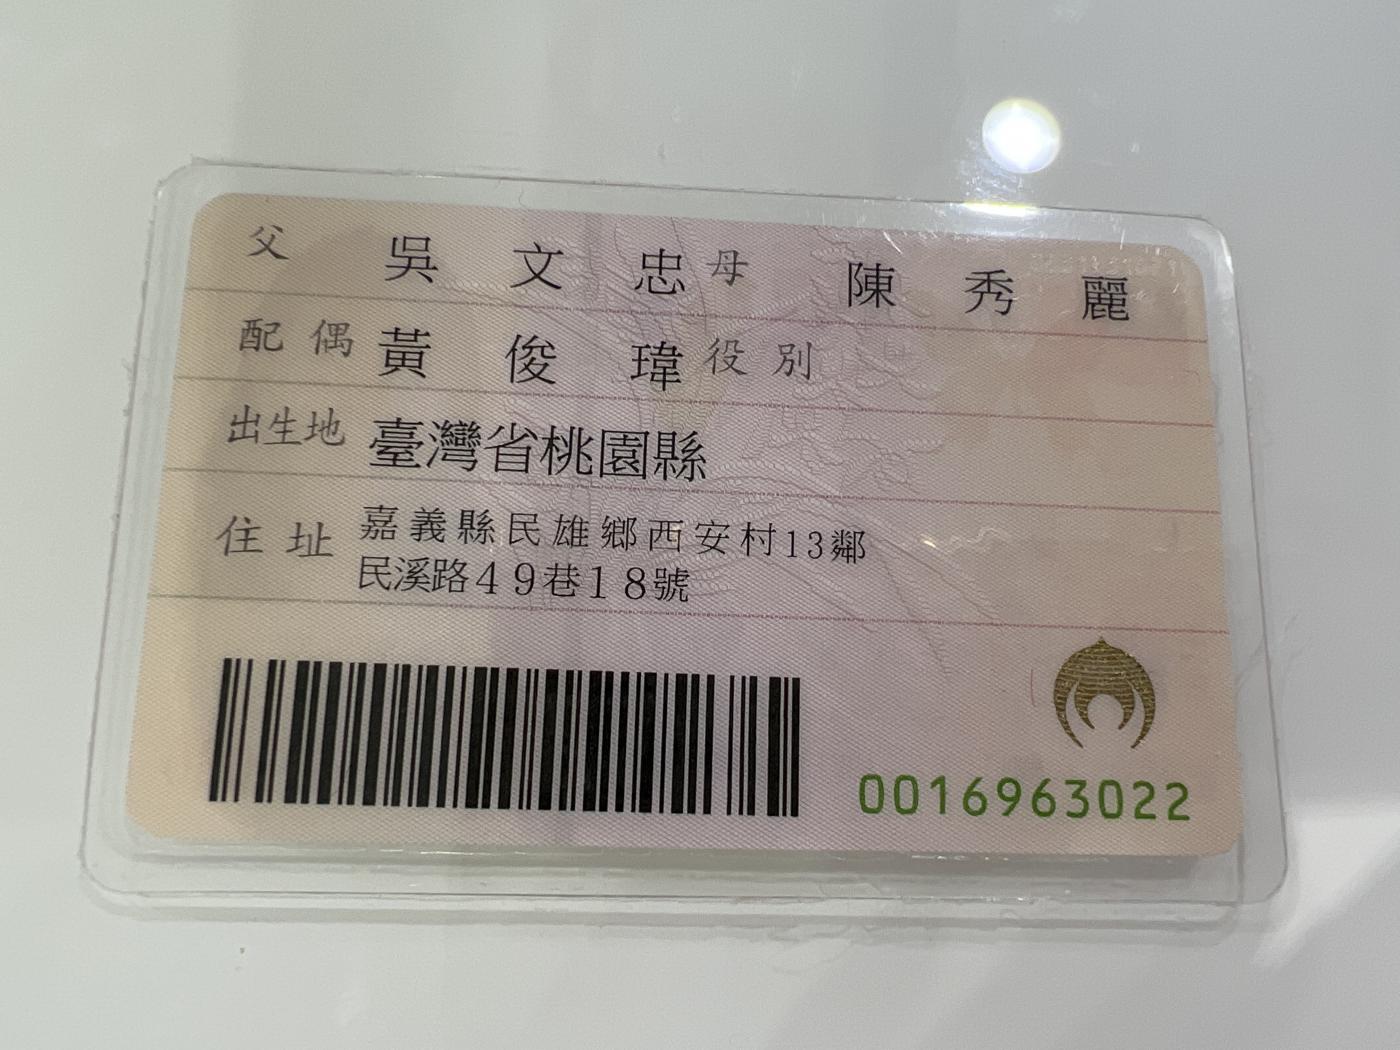 父 吳文忠 母 陳秀麗
配偶 黃俊瑋 役別
出生地 臺灣省桃園縣
住址 嘉義縣民雄鄉西安村13鄰
民溪路49巷18號
0016963022